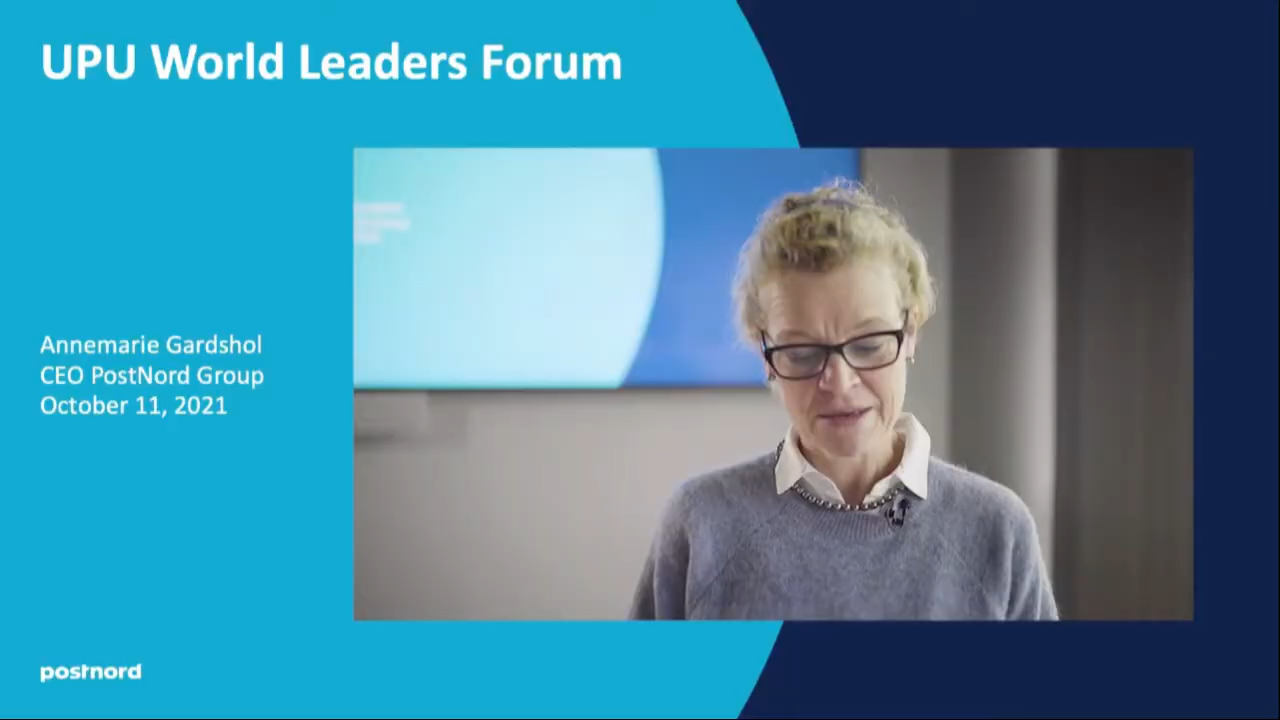 UPU World Leaders Forum
Annemarie Gardshol
CEO PostNord Group
October 11, 2021
postnord